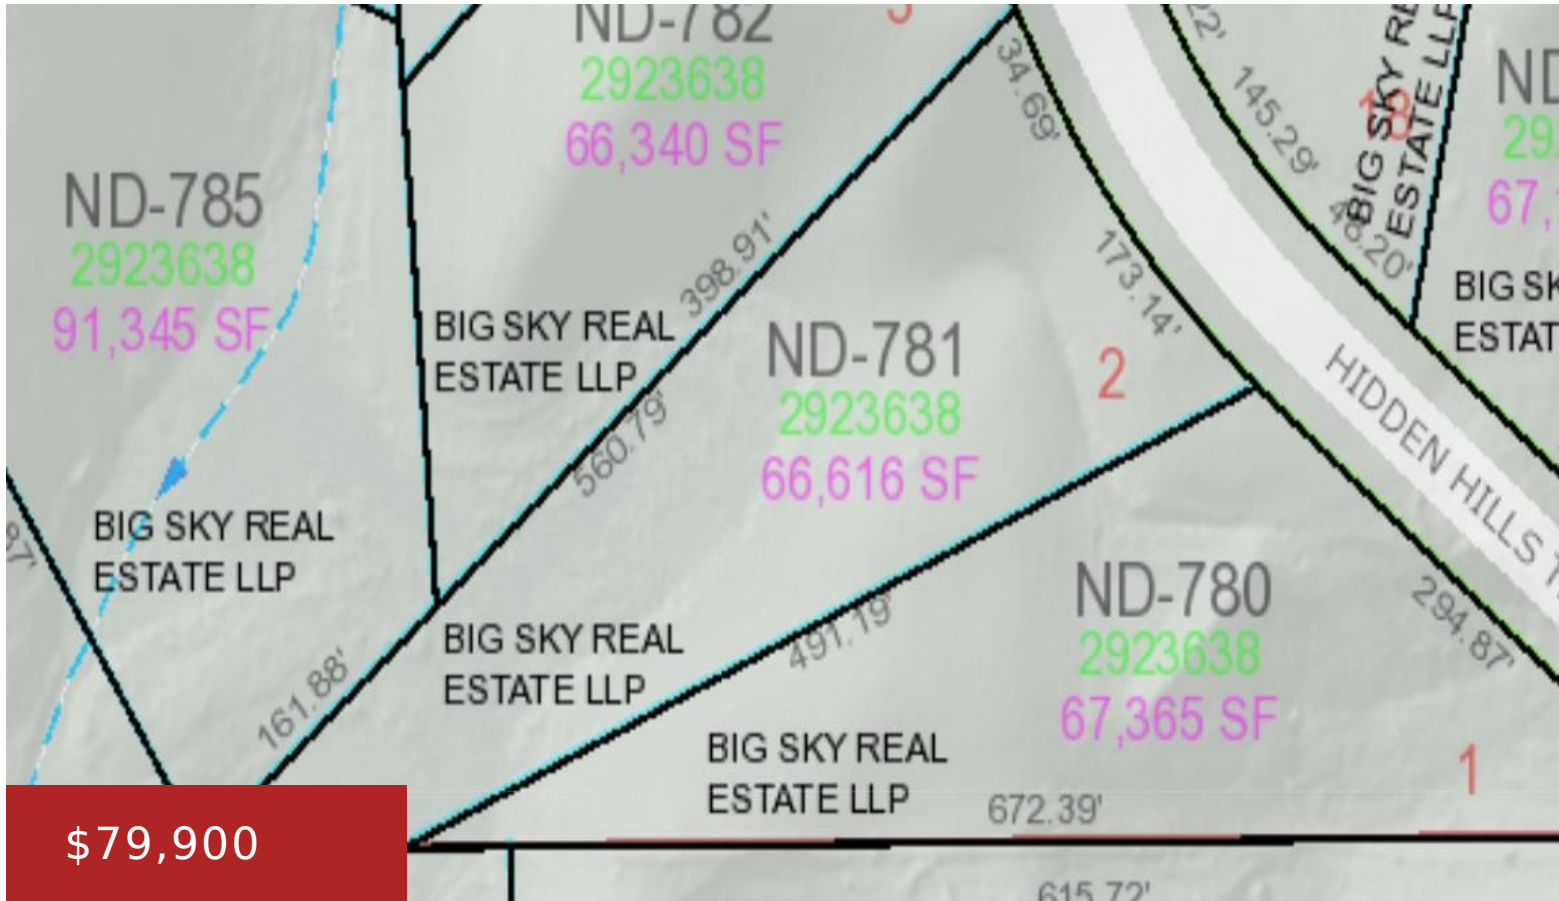 ND-782
2923638
66,340 SF
34.69'
145.29'
18
BIG SKY
ESTATE LLP
48.20'
ND-785
2923638
91,345 SF
398.91'
173.14'
BIG SKY REAL
ESTATE LLP
ND-781
2923638
66,616 SF
2
560.79'
HIDDEN HILLS
BIG SKY REAL
ESTATE LLP
161.88'
BIG SKY REAL
ESTATE LLP
491.19'
ND-780
2923638
67,365 SF
294.87'
BIG SKY REAL
ESTATE LLP
672.39'
1
$79,900
615.72'